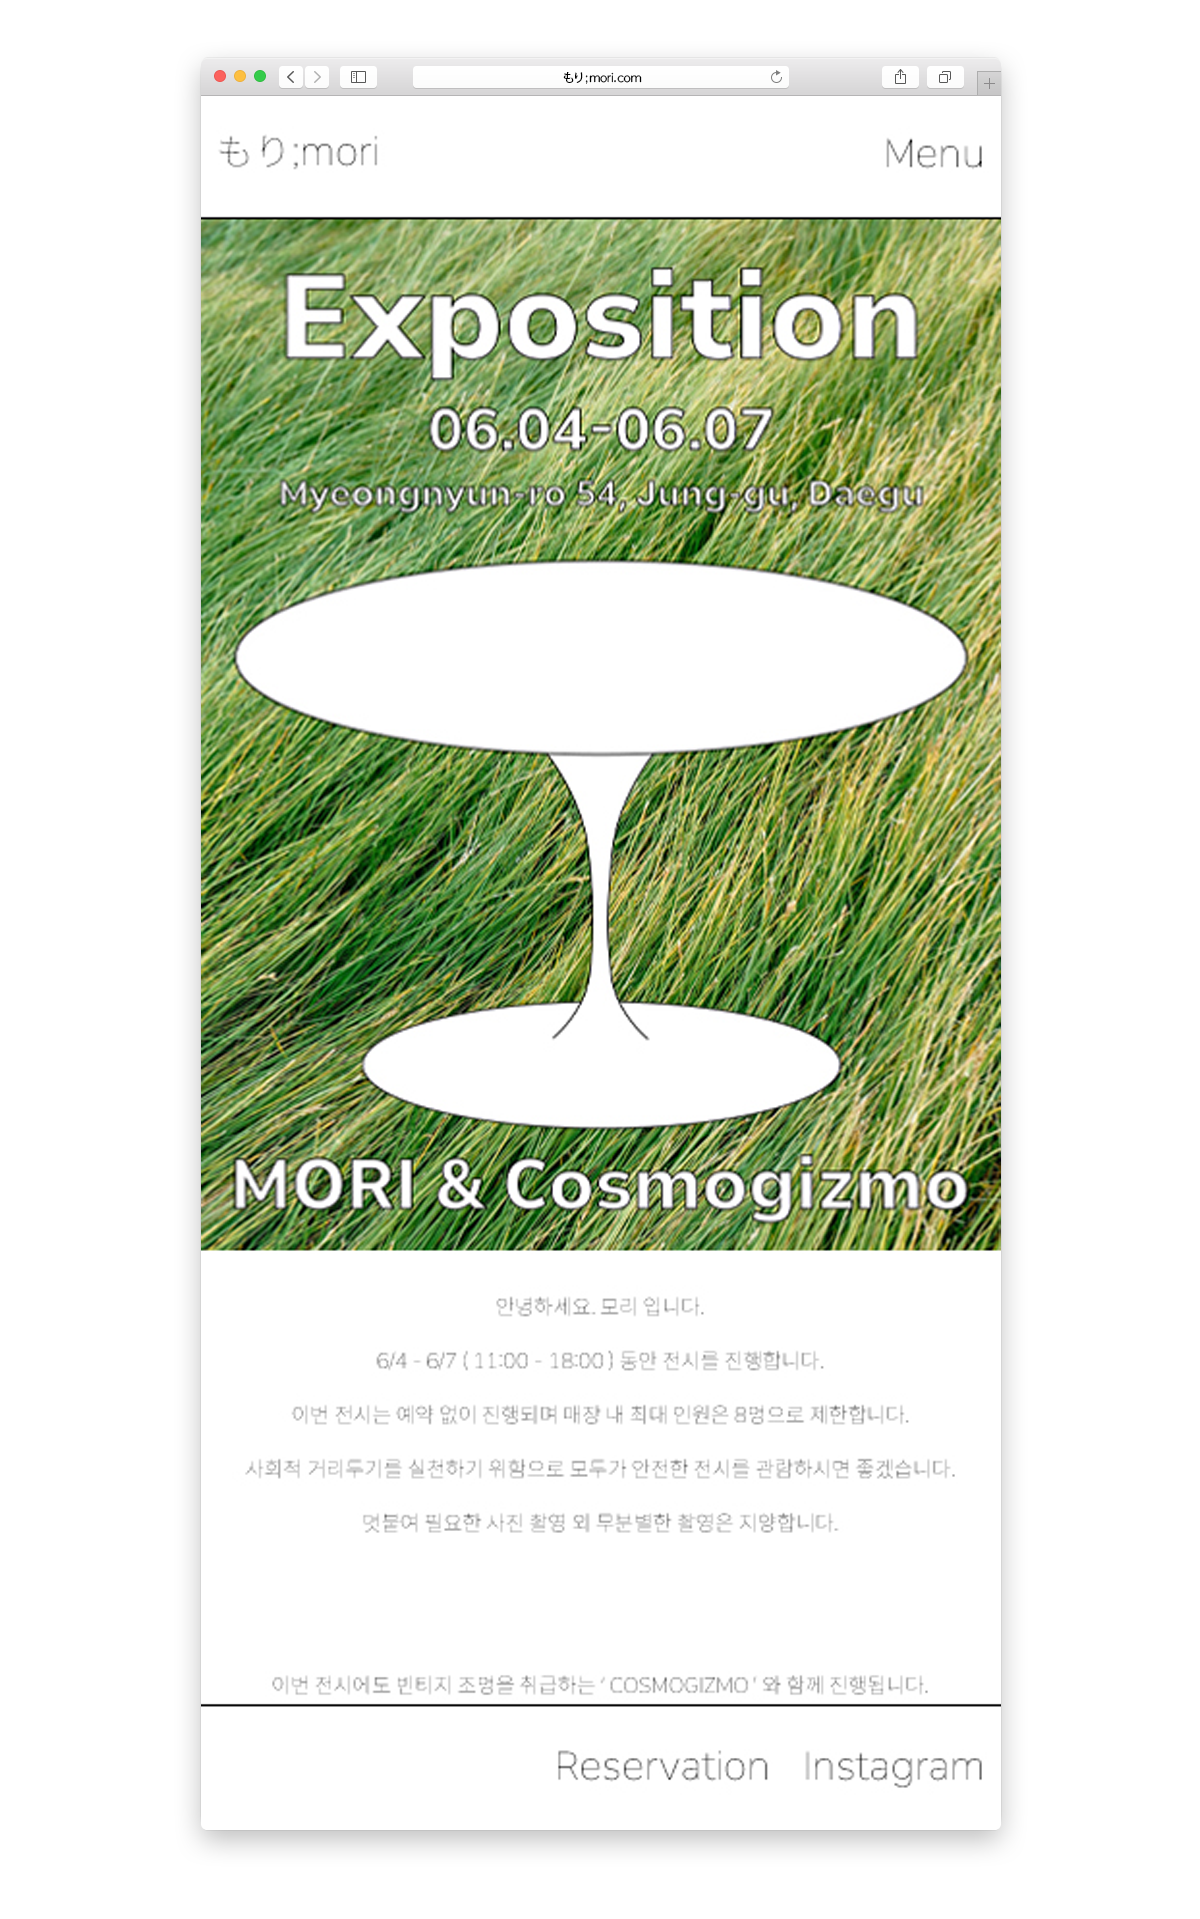 もり;mori.com
もり;mori
Menu
Exposition
06.04-06.07
Myeongnyun-ro 54, Jung-gu, Daegu
MORI & Cosmogizmo
안녕하세요. 모리 입니다.
6/4 - 6/7 ( 11:00 - 18:00 ) 동안 전시를 진행합니다.
이번 전시는 예약 없이 진행되며 매장 내 최대 인원은 8명으로 제한합니다.
사회적 거리두기를 실천하기 위함으로 모두가 안전한 전시를 관람하시면 좋겠습니다.
덧붙여 필요한 사진 촬영 외 무분별한 촬영은 지양합니다.
이번 전시에도 빈티지 조명을 취급하는 ‘ COSMOGIZMO ’ 와 함께 진행됩니다.
Reservation Instagram